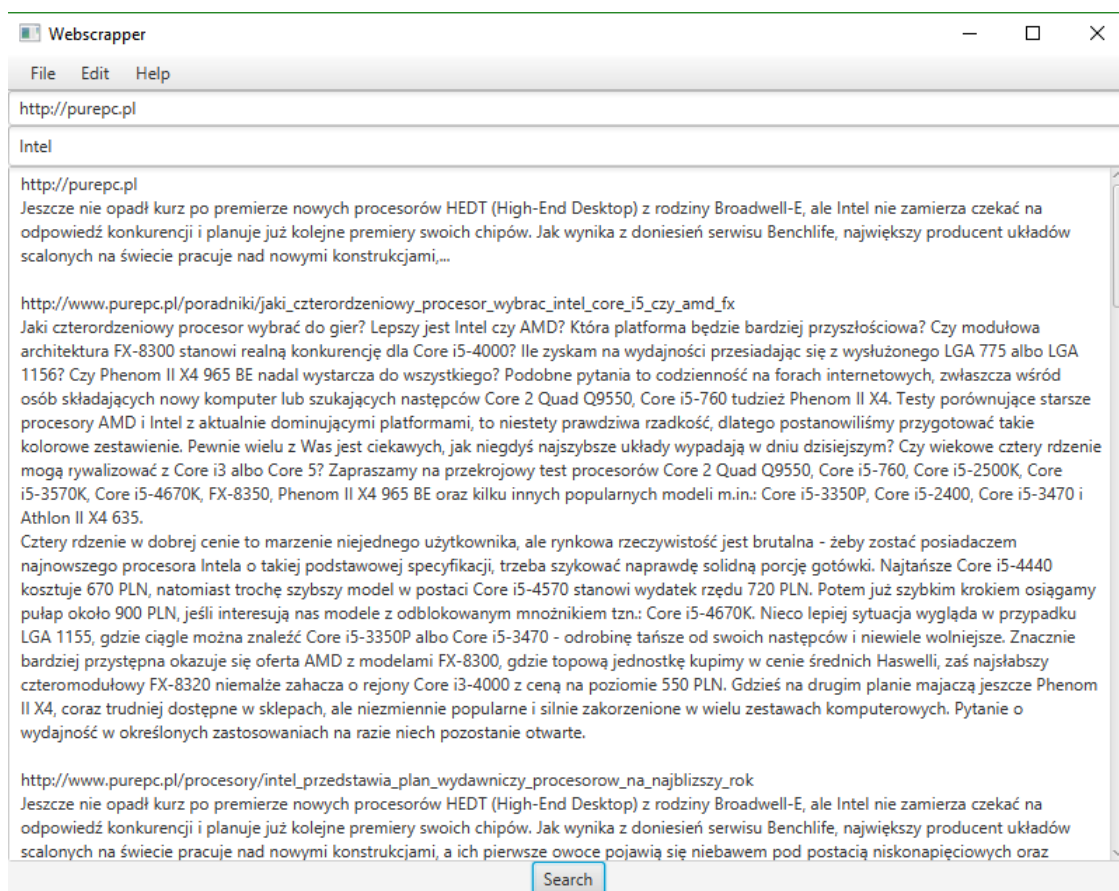 Webscrapper
File Edit Help
http://purepc.pl
Intel
http://purepc.pl
Jeszcze nie opadł kurz po premierze nowych procesorów HEDT (High-End Desktop) z rodziny Broadwell-E, ale Intel nie zamierza czekać na
odpowiedź konkurencji i planuje już kolejne premiery swoich chipów. Jak wynika z doniesień serwisu Benchlife, największy producent układów
scalonych na świecie pracuje nad nowymi konstrukcjami,...
http://www.purepc.pl/poradniki/jaki_czterordzeniowy_procesor_wybrac_intel_core_i5_czy_amd_fx
Jaki czterordzeniowy procesor wybrać do gier? Lepszy jest Intel czy AMD? Która platforma będzie bardziej przyszłościowa? Czy modułowa
architektura FX-8300 stanowi realną konkurencję dla Core i5-4000? Ile zyskam na wydajności przesiadając się z wysłużonego LGA 775 albo LGA
1156? Czy Phenom II X4 965 BE nadal wystarcza do wszystkiego? Podobne pytania to codzienność na forach internetowych, zwłaszcza wśród
osób składających nowy komputer lub szukających następców Core 2 Quad Q9550, Core i5-760 tudzież Phenom II X4. Testy porównujące starsze
procesory AMD i Intel z aktualnie dominującymi platformami, to niestety prawdziwa rzadkość, dlatego postanowiliśmy przygotować takie
kolorowe zestawienie. Pewnie wielu z Was jest ciekawych, jak niegdyś najszybsze układy wypadają w dniu dzisiejszym? Czy wiekowe cztery rdzenie
mogą rywalizować z Core i3 albo Core 5? Zapraszamy na przekrojowy test procesorów Core 2 Quad Q9550, Core i5-760, Core i5-2500K, Core
i5-3570K, Core i5-4670K, FX-8350, Phenom II X4 965 BE oraz kilku innych popularnych modeli m.in.: Core i5-3350P, Core i5-2400, Core i5-3470 i
Athlon II X4 635.
Cztery rdzenie w dobrej cenie to marzenie niejednego użytkownika, ale rynkowa rzeczywistość jest brutalna - żeby zostać posiadaczem
najnowszego procesora Intela o takiej podstawowej specyfikacji, trzeba szykować naprawdę solidną porcję gotówki. Najtańsze Core i5-4440
kosztuje 670 PLN, natomiast trochę szybszy model w postaci Core i5-4570 stanowi wydatek rzędu 720 PLN. Potem już szybkim krokiem osiągamy
pułap około 900 PLN, jeśli interesują nas modele z odblokowanym mnożnikiem tzn.: Core i5-4670K. Nieco lepiej sytuacja wygląda w przypadku
LGA 1155, gdzie ciągle można znaleźć Core i5-3350P albo Core i5-3470 - odrobinę tańsze od swoich następców i niewiele wolniejsze. Znacznie
bardziej przystępna okazuje się oferta AMD z modelami FX-8300, gdzie topową jednostkę kupimy w cenie średnich Haswelli, zaś najsłabszy
czteromodułowy FX-8320 niemalże zahacza o rejony Core i3-4000 z ceną na poziomie 550 PLN. Gdzieś na drugim planie majaczą jeszcze Phenom
II X4, coraz trudniej dostępne w sklepach, ale niezmiennie popularne i silnie zakorzenione w wielu zestawach komputerowych. Pytanie o
wydajność w określonych zastosowaniach na razie niech pozostanie otwarte.
http://www.purepc.pl/procesory/intel_przedstawia_plan_wydawniczy_procesorow_na_najblizszy_rok
Jeszcze nie opadł kurz po premierze nowych procesorów HEDT (High-End Desktop) z rodziny Broadwell-E, ale Intel nie zamierza czekać na
odpowiedź konkurencji i planuje już kolejne premiery swoich chipów. Jak wynika z doniesień serwisu Benchlife, największy producent układów
scalonych na świecie pracuje nad nowymi konstrukcjami, a ich pierwsze owoce pojawią się niebawem pod postacią niskonapięciowych oraz
Search